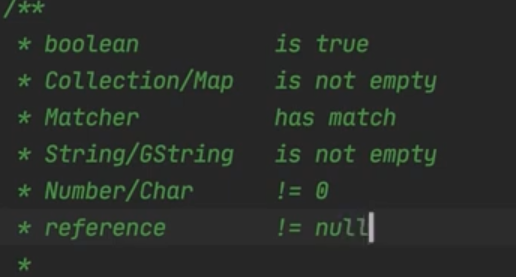 /**
* boolean is true
* Collection/Map is not empty
* Matcher has match
* String/GString is not empty
* Number/Char != 0
* reference != null
*